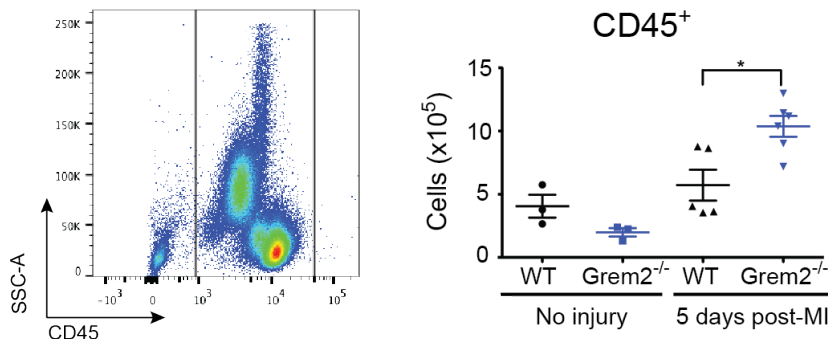 250K
200K
150K
100K
50K
0
SSC-A
-10³ 0 10³ 10⁴ 10⁵
CD45
CD45⁺
Cells (x10⁵)
15
10
5
0
*
WT Grem2⁻/⁻ WT Grem2⁻/⁻
No injury 5 days post-MI